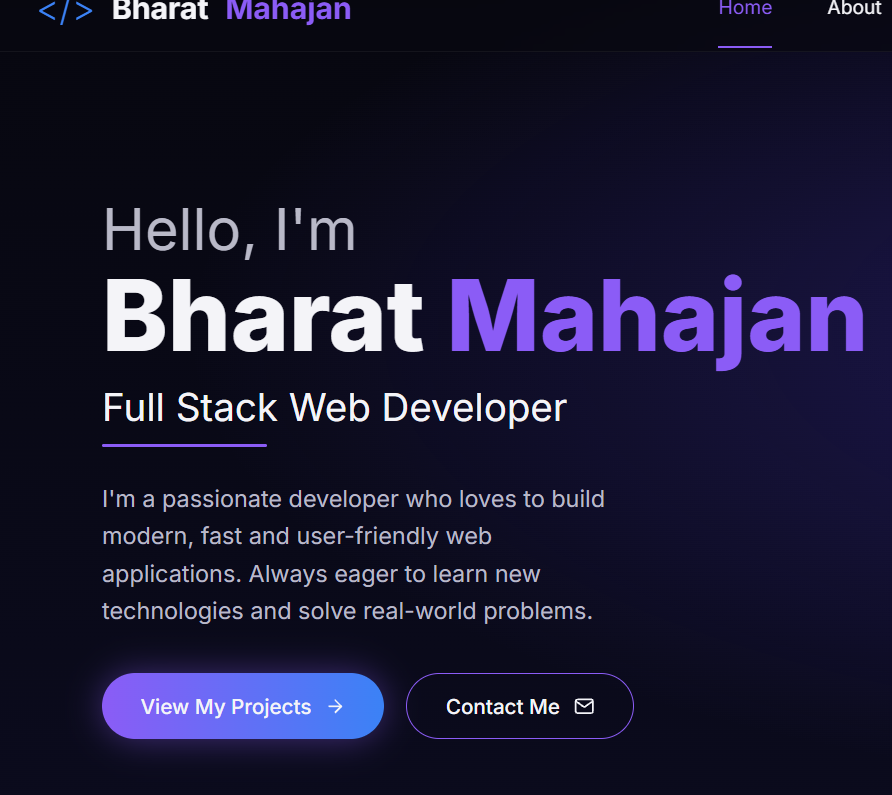 </> Bharat Mahajan
Home About
Hello, I'm
Bharat Mahajan
Full Stack Web Developer
I'm a passionate developer who loves to build
modern, fast and user-friendly web
applications. Always eager to learn new
technologies and solve real-world problems.
View My Projects →
Contact Me